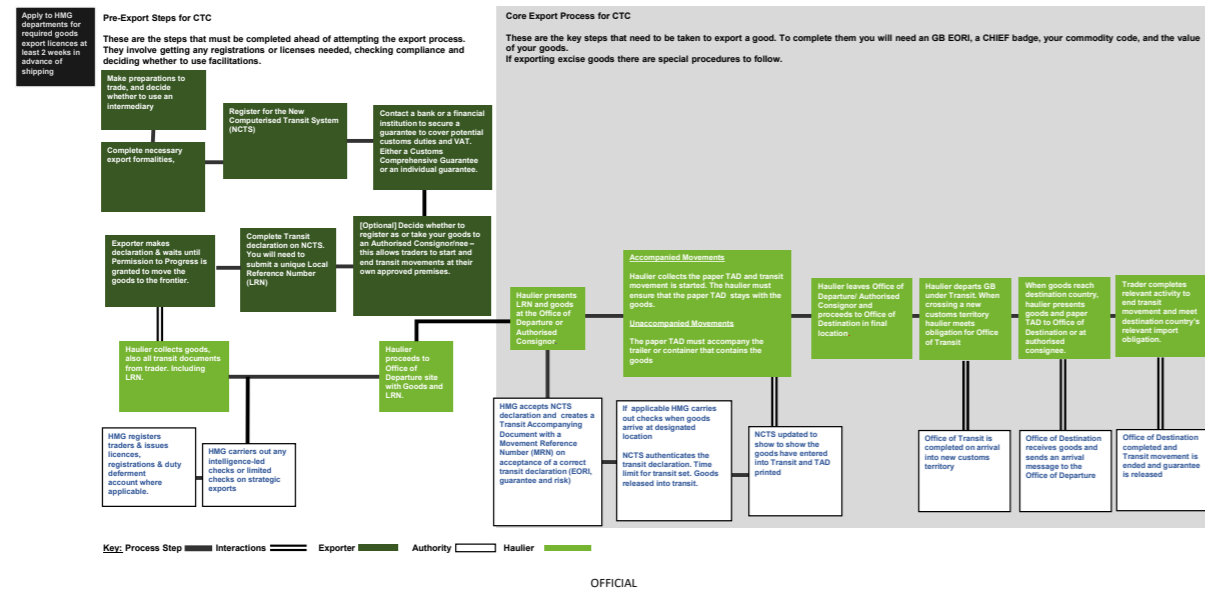 Apply to HMG
departments for
required goods
export licences at
least 2 weeks in
advance of
shipping
Pre-Export Steps for CTC
These are the steps that must be completed ahead of attempting the export process.
They involve getting any registrations or licenses needed, checking compliance and
deciding whether to use facilitations.
Core Export Process for CTC
These are the key steps that need to be taken to export a good. To complete them you will need an GB EORI, a CHIEF badge, your commodity code, and the value
of your goods.
If exporting excise goods there are special procedures to follow.
Make preparations to
trade, and decide
whether to use an
intermediary
Register for the New
Computerised Transit System
(NCTS)
Contact a bank or a financial
institution to secure a
guarantee to cover potential
customs duties and VAT.
Either a Customs
Comprehensive Guarantee
or an individual guarantee.
Complete necessary
export formalities,
Exporter makes
declaration & waits until
Permission to Progress is
granted to move the
goods to the frontier.
Complete Transit
declaration on NCTS.
You will need to
submit a unique Local
Reference Number
(LRN)
[Optional] Decide whether to
register as or take your goods to
an Authorised Consignor/nee –
this allows traders to start and
end transit movements at their
own approved premises.
Haulier collects goods,
also all transit documents
from trader. Including
LRN.
Haulier
proceeds to
Office of
Departure site
with Goods and
LRN.
HMG registers
traders & issues
licences,
registrations & duty
deferment
account where
applicable.
HMG carriers out any
intelligence-led
checks or limited
checks on strategic
exports
Haulier presents
LRN and goods
at the Office of
Departure or
Authorised
Consignor
Accompanied Movements
Haulier collects the paper TAD and transit
movement is started. The haulier must
ensure that the paper TAD stays with the
goods.
Unaccompanied Movements
The paper TAD must accompany the
trailer or container that contains the
goods
Haulier leaves Office of
Departure/ Authorised
Consignor and
proceeds to Office of
Destination in final
location
Haulier departs GB
under Transit. When
crossing a new
customs territory
haulier meets
obligation for Office
of Transit
When goods reach
destination country,
haulier presents
goods and paper
TAD to Office of
Destination or at
authorised
consignee.
Trader completes
relevant activity to
end transit
movement and meet
destination country's
relevant import
obligation.
HMG accepts NCTS
declaration and creates a
Transit Accompanying
Document with a
Movement Reference
Number (MRN) on
acceptance of a correct
transit declaration (EORI,
guarantee and risk)
If applicable HMG carries
out checks when goods
arrive at designated
location
NCTS authenticates the
transit declaration. Time
limit for transit set. Goods
released into transit.
NCTS updated to
show to show the
goods have entered
into Transit and TAD
printed
Office of Transit is
completed on arrival
into new customs
territory
Office of Destination
receives goods and
sends an arrival
message to the
Office of Departure
Office of Destination
completed and
Transit movement is
ended and guarantee
is released
Key: Process Step Interactions Exporter Authority Haulier
OFFICIAL